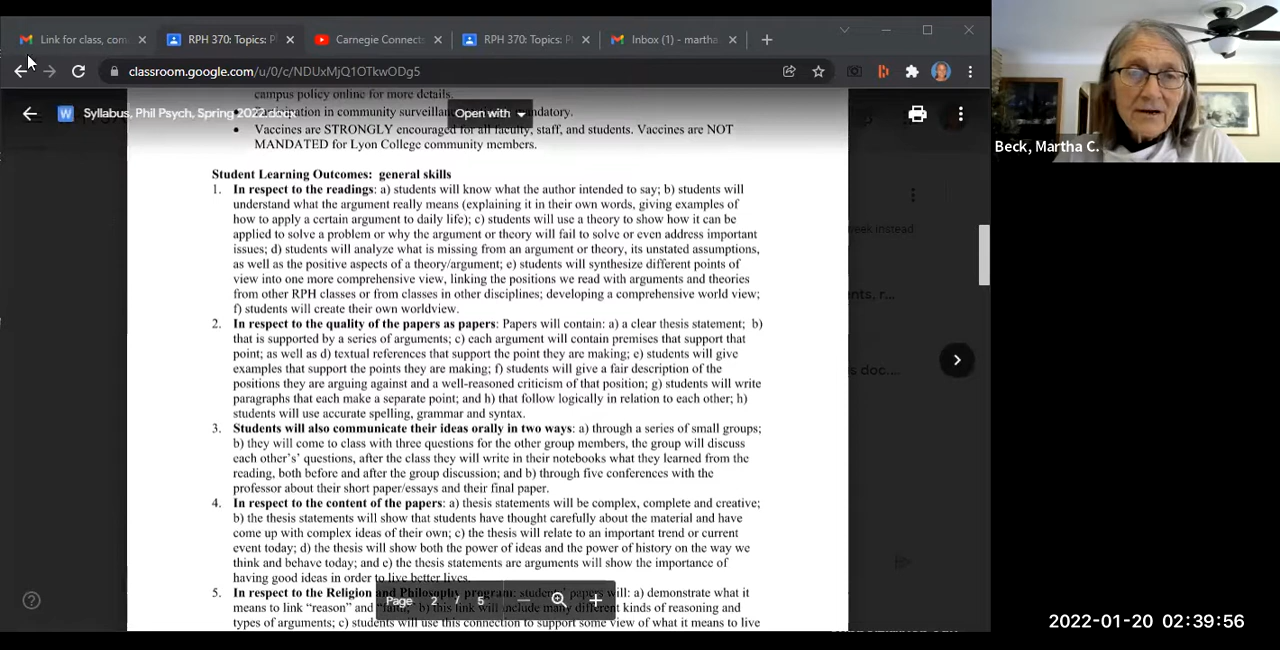 Link for class, com
RPH 370: Topics: P
Carnegie Connects
RPH 370: Topics: P
Inbox (1) - martha
classroom.google.com/u/0/c/NDUxMjQ1OTkwODg5
Syllabus, Phil Psych, Spring 2022.docx
Open with
campus policy online for more details.
in community surveillance
Vaccines are STRONGLY encouraged for all faculty, staff, and students. Vaccines are NOT
MANDATED for Lyon College community members.
Student Learning Outcomes: general skills
1. In respect to the readings: a) students will know what the author intended to say; b) students will
understand what the argument really means (explaining it in their own words, giving examples of
how to apply a certain argument to daily life); c) students will use a theory to show how it can be
applied to solve a problem or why the argument or theory will fail to solve or even address important
issues; d) students will analyze what is missing from an argument or theory, its unstated assumptions,
as well as the positive aspects of a theory/argument; e) students will synthesize different points of
view into one more comprehensive view, linking the positions we read with arguments and theories
from other RPH classes or from classes in other disciplines; developing a comprehensive world view;
f) students will create their own worldview.
2. In respect to the quality of the papers as papers: Papers will contain: a) a clear thesis statement; b)
that is supported by a series of arguments; c) each argument will contain premises that support that
point; as well as d) textual references that support the point they are making; e) students will give
examples that support the points they are making; f) students will give a fair description of the
positions they are arguing against and a well-reasoned criticism of that position; g) students will write
paragraphs that each make a separate point; and h) that follow logically in relation to each other; h)
students will use accurate spelling, grammar and syntax.
3. Students will also communicate their ideas orally in two ways: a) through a series of small groups;
b) they will come to class with three questions for the other group members, the group will discuss
each other's' questions, after the class they will write in their notebooks what they learned from the
reading, both before and after the group discussion; and b) through five conferences with the
professor about their short paper/essays and their final paper.
4. In respect to the content of the papers: a) thesis statements will be complex, complete and creative;
b) the thesis statements will show that students have thought carefully about the material and have
come up with complex ideas of their own; c) the thesis will relate to an important trend or current
event today; d) the thesis will show both the power of ideas and the power of history on the way we
think and behave today; and e) the thesis statements are arguments will show the importance of
having good ideas in order to live better lives.
5. In respect to the Religion and Philosophy program: students' papers will: a) demonstrate what it
means to link "reason" and "faith," b) this link will include many different kinds of reasoning and
types of arguments; c) students will use this connection to support some view of what it means to live
Page 2 / 5
week instead
Beck, Martha C.
2022-01-20 02:39:56